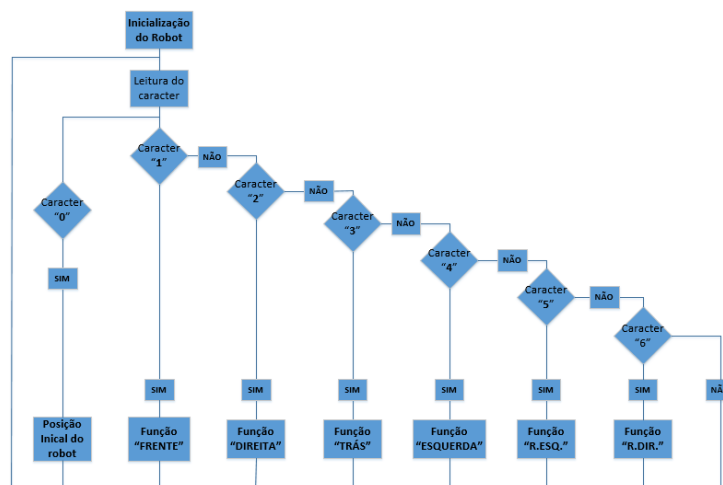 Inicialização
do Robot
Leitura do
caracter
Caracter
"1"
NÃO
Caracter
"2"
NÃO
Caracter
"0"
Caracter
"3"
NÃO
Caracter
"4"
NÃO
Caracter
"5"
NÃO
Caracter
"6"
SIM
SIM
SIM
SIM
SIM
SIM
SIM
NÃ
Posição
Inical do
robot
Função
"FRENTE"
Função
"DIREITA"
Função
"TRÁS"
Função
"ESQUERDA"
Função
"R.ESQ."
Função
"R.DIR."